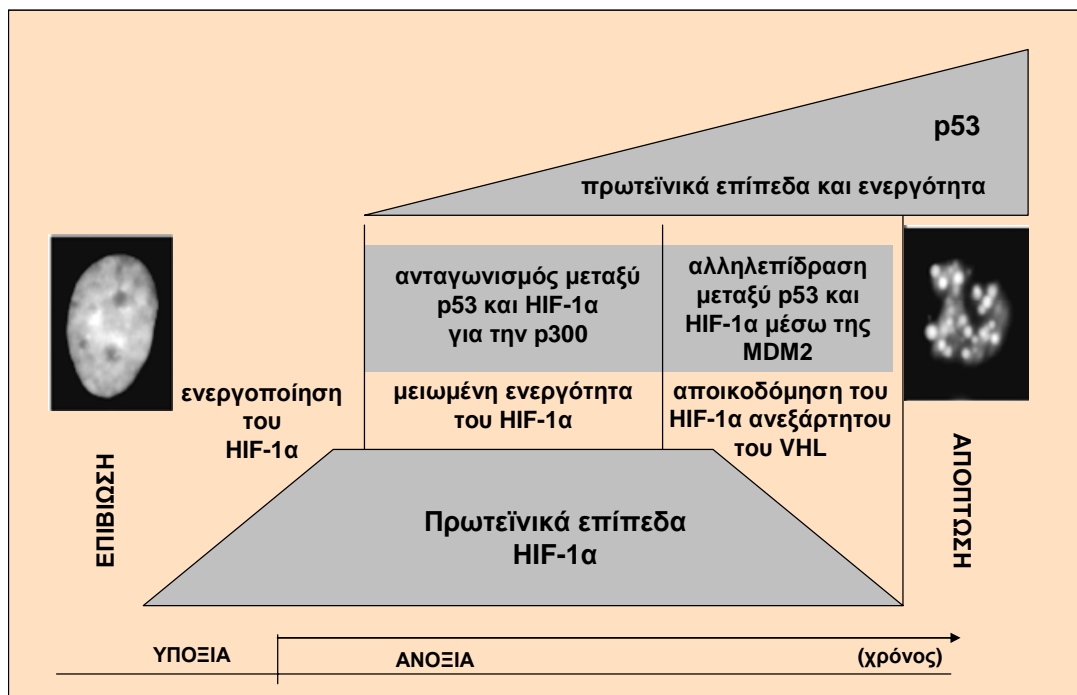 p53
πρωτεϊνικά επίπεδα και ενεργότητα
ανταγωνισμός μεταξύ
p53 και HIF-1α
για την p300
αλληλεπίδραση
μεταξύ p53 και
HIF-1α μέσω της
MDM2
ενεργοποίηση
του
HIF-1α
μειωμένη ενεργότητα
του HIF-1α
αποικοδόμηση του
HIF-1α ανεξάρτητου
του VHL
ΕΠΙΒΙΩΣΗ
ΑΠΟΠΤΩΣΗ
Πρωτεϊνικά επίπεδα
HIF-1α
ΥΠΟΞΙΑ
ΑΝΟΞΙΑ
(χρόνος)